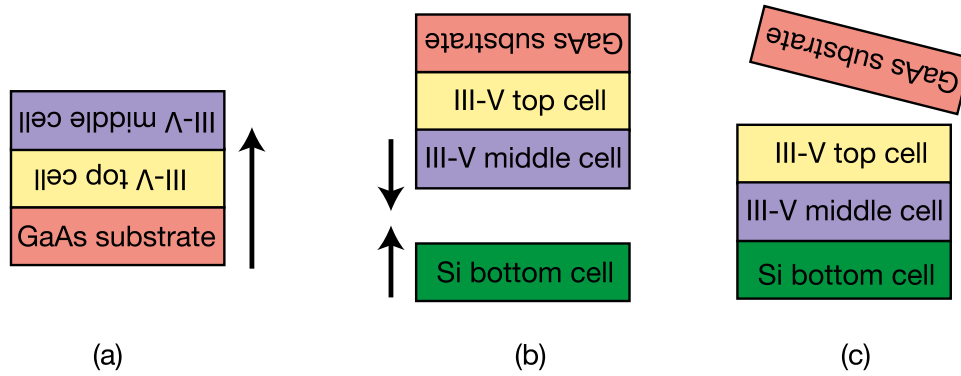 III-V middle cell
III-V top cell
GaAs substrate
(a)
GaAs substrate
III-V top cell
III-V middle cell
Si bottom cell
(b)
GaAs substrate
III-V top cell
III-V middle cell
Si bottom cell
(c)